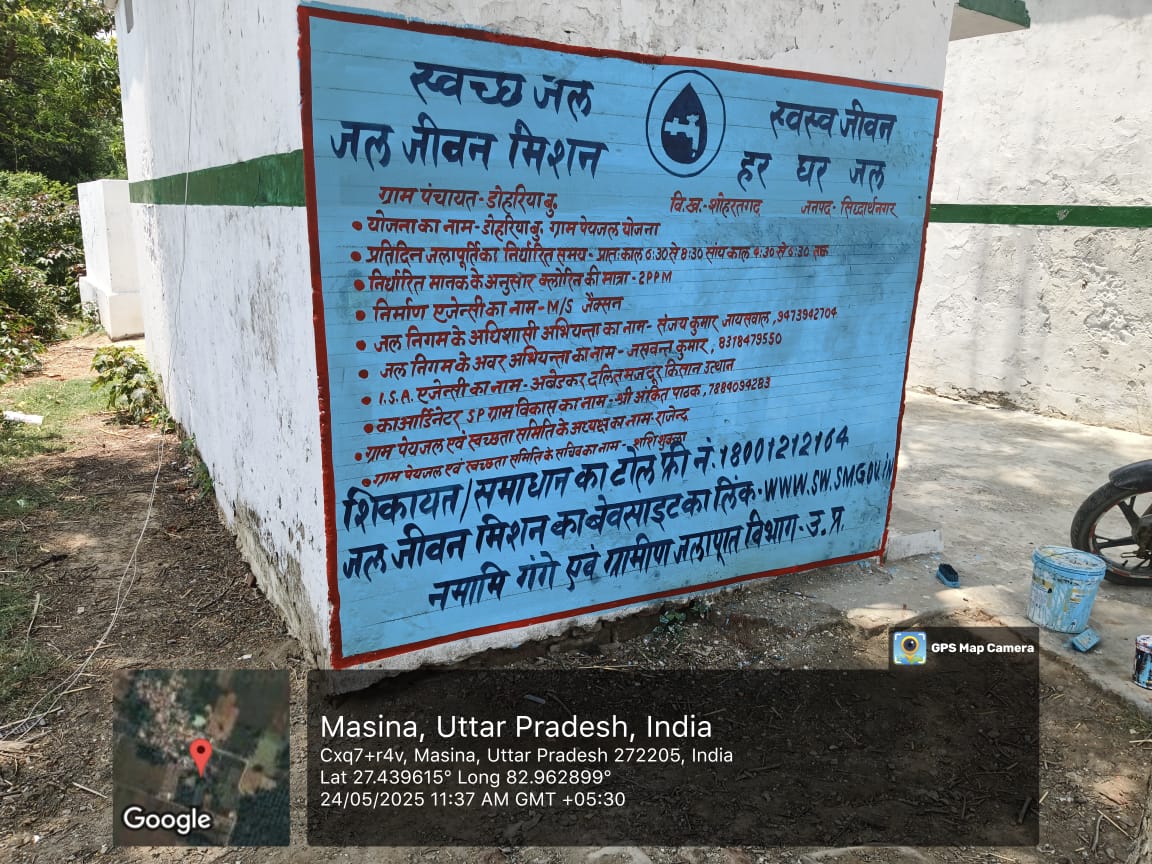 स्वच्छ जल
स्वस्व जीवन
जल जीवन मिशन
हर घर जल
ग्राम पंचायत-डोहरिया बु. वि.ख.-शोहरतगढ़ जनपद- सिद्धार्थनगर
• योजना का नाम-डोहरिया बु. ग्राम पेयजल योजना
• प्रतिदिन जलापूर्ति का निर्धारित समय- प्रातः काल 6:30 से 8:30 सांय काल 4:30 से 6:30 तक
• निर्धारित मानक के अनुसार क्लोरिन की मात्रा-2PPM
• निर्माण एजेन्सी का नाम-M/S जैक्सन
• जल निगम के अधिशासी अभियन्ता का नाम- संजय कुमार जायसवाल ,9473942704
• जल निगम के अवर अभियन्ता का नाम- जसवन्त कुमार , 8318479550
• I.S.A. एजेन्सी का नाम-अंबेडकर दलित मजदूर किसान उत्थान
• काआर्डिनेटर SP ग्राम विकास का नाम-श्री अंकित पाठक ,7884094283
• ग्राम पेयजल एवं स्वच्छता समिति के अध्यक्ष का नाम: राजेन्द्र
• ग्राम पेयजल एवं स्वच्छता समिति के सचिव का नाम- शशि शुक्ला
शिकायत/समाधान का टोल फ्री नं.18001212164
जल जीवन मिशन का बेवसाइट का लिंक-WWW.SW.SM.GOV.IN
नमामि गंगे एवं ग्रामीण जलापूर्ति विभाग-उ.प्र.
GPS Map Camera
Masina, Uttar Pradesh, India
Cxq7+r4v, Masina, Uttar Pradesh 272205, India
Lat 27.439615° Long 82.962899°
24/05/2025 11:37 AM GMT +05:30
Google